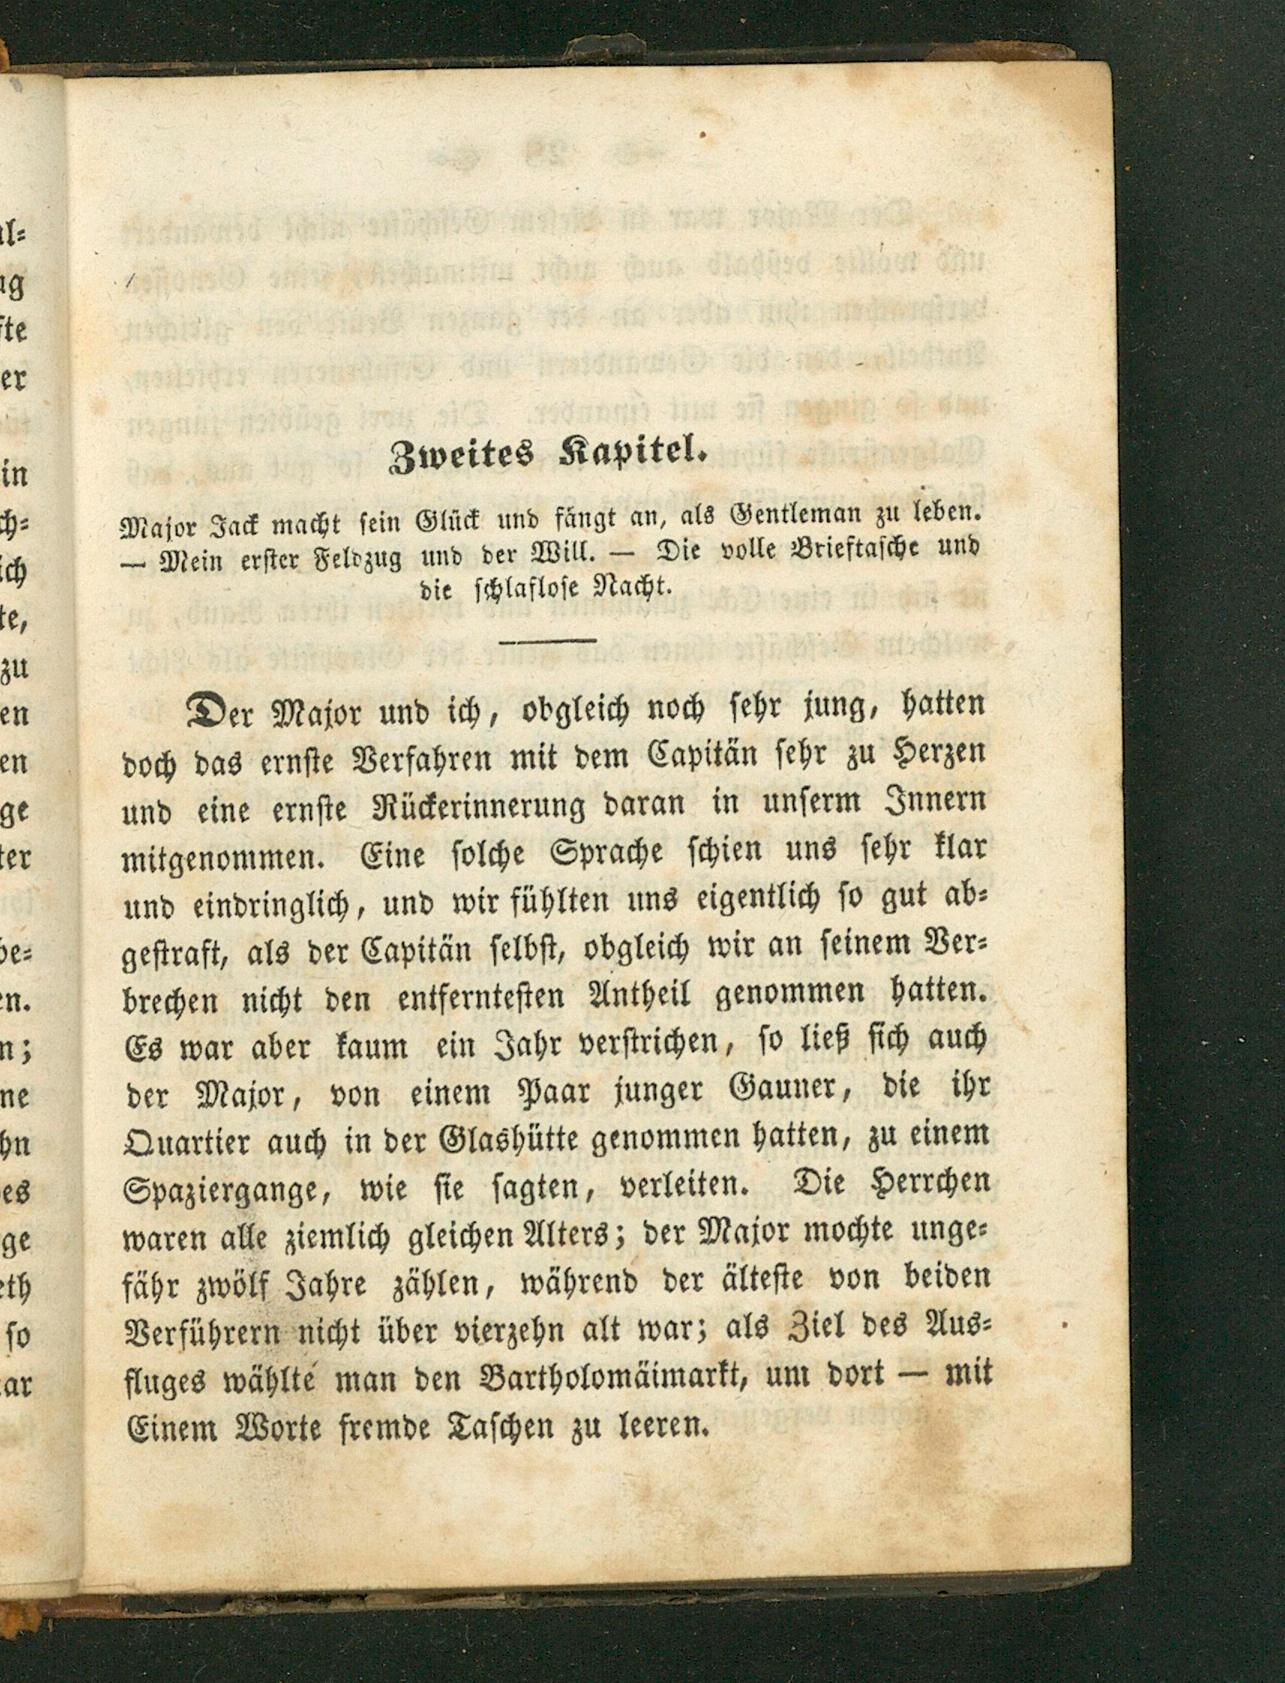 Zweites Kapitel.
Major Jack macht sein Glück und fängt an, als Gentleman zu leben.
— Mein erster Feldzug und der Will. — Die volle Brieftasche und
die schlaflose Nacht.
Der Major und ich, obgleich noch sehr jung, hatten
doch das ernste Verfahren mit dem Capitän sehr zu Herzen
und eine ernste Rückerinnerung daran in unserm Innern
mitgenommen. Eine solche Sprache schien uns sehr klar
und eindringlich, und wir fühlten uns eigentlich so gut ab-
gestraft, als der Capitän selbst, obgleich wir an seinem Ver-
brechen nicht den entferntesten Antheil genommen hatten.
Es war aber kaum ein Jahr verstrichen, so ließ sich auch
der Major, von einem Paar junger Gauner, die ihr
Quartier auch in der Glashütte genommen hatten, zu einem
Spaziergange, wie sie sagten, verleiten. Die Herrchen
waren alle ziemlich gleichen Alters; der Major mochte unge-
fähr zwölf Jahre zählen, während der älteste von beiden
Verführern nicht über vierzehn alt war; als Ziel des Aus-
fluges wählte man den Bartholomäimarkt, um dort — mit
Einem Worte fremde Taschen zu leeren.